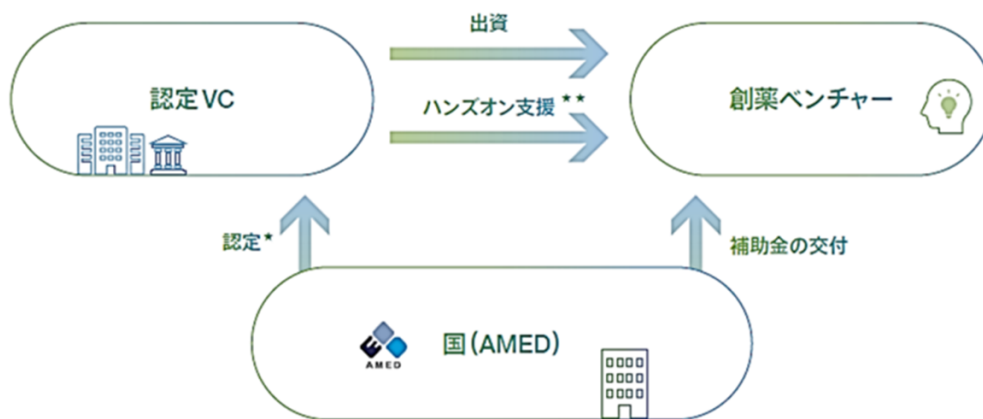 出資
認定VC
ハンズオン支援★★
創薬ベンチャー
認定★
補助金の交付
AMED
国(AMED)